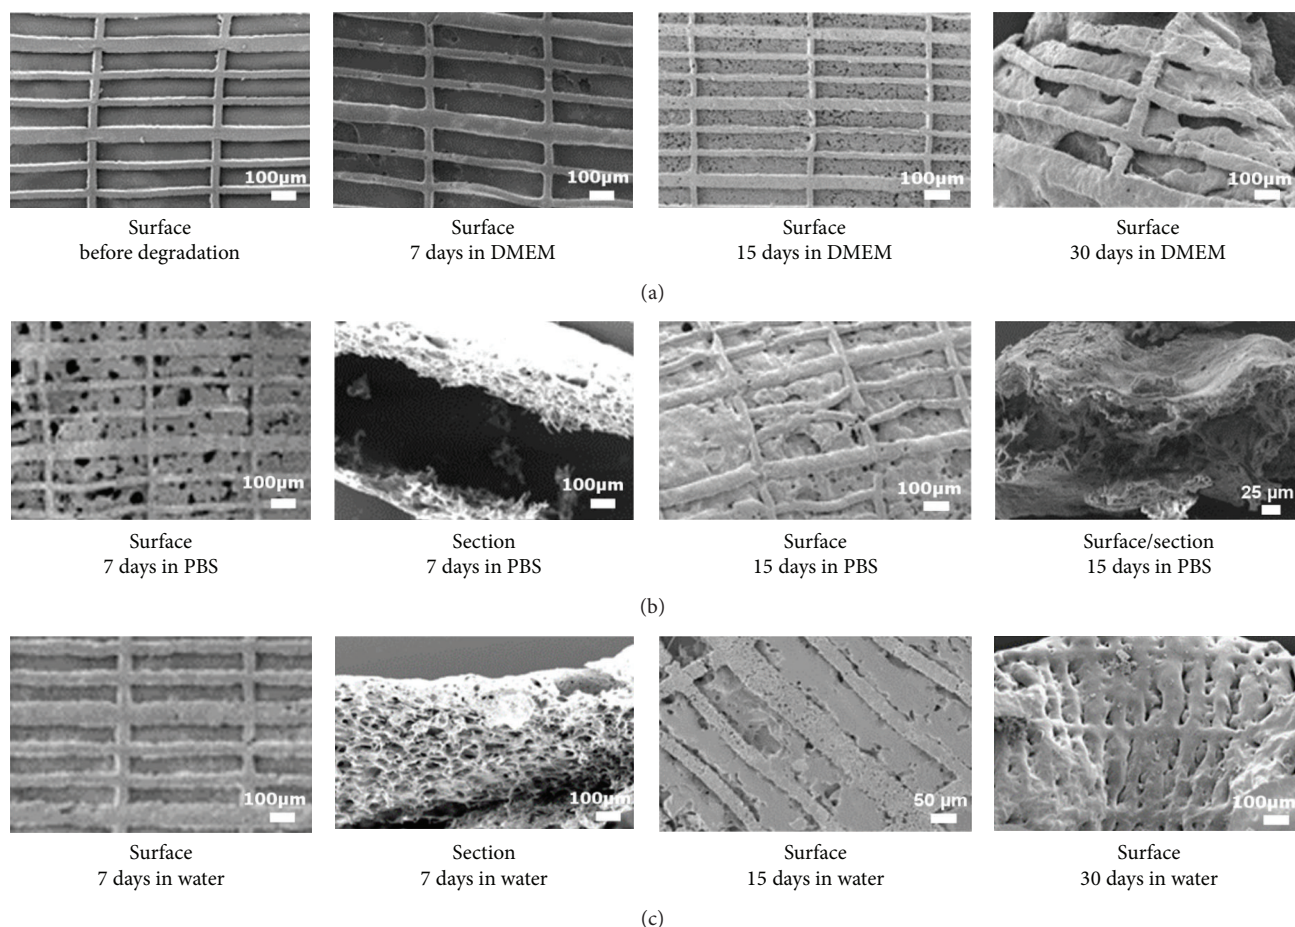 100μm
100μm
100μm
100μm
Surface
before degradation
Surface
7 days in DMEM
Surface
15 days in DMEM
Surface
30 days in DMEM
(a)
100μm
100μm
100μm
25 μm
Surface
7 days in PBS
Section
7 days in PBS
Surface
15 days in PBS
Surface/section
15 days in PBS
(b)
100μm
100μm
50 μm
100μm
Surface
7 days in water
Section
7 days in water
Surface
15 days in water
Surface
30 days in water
(c)